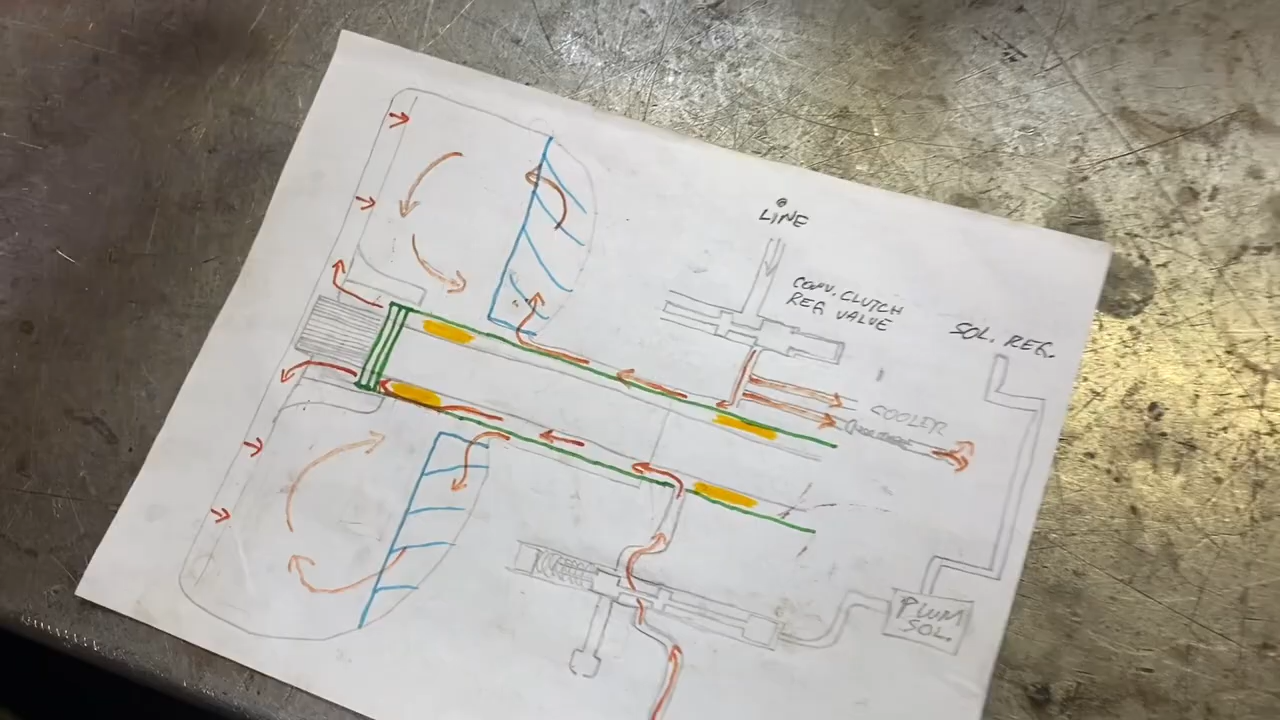 LINE
CONV. CLUTCH
REG VALVE
SOL. REG.
COOLER
PWM
SOL.